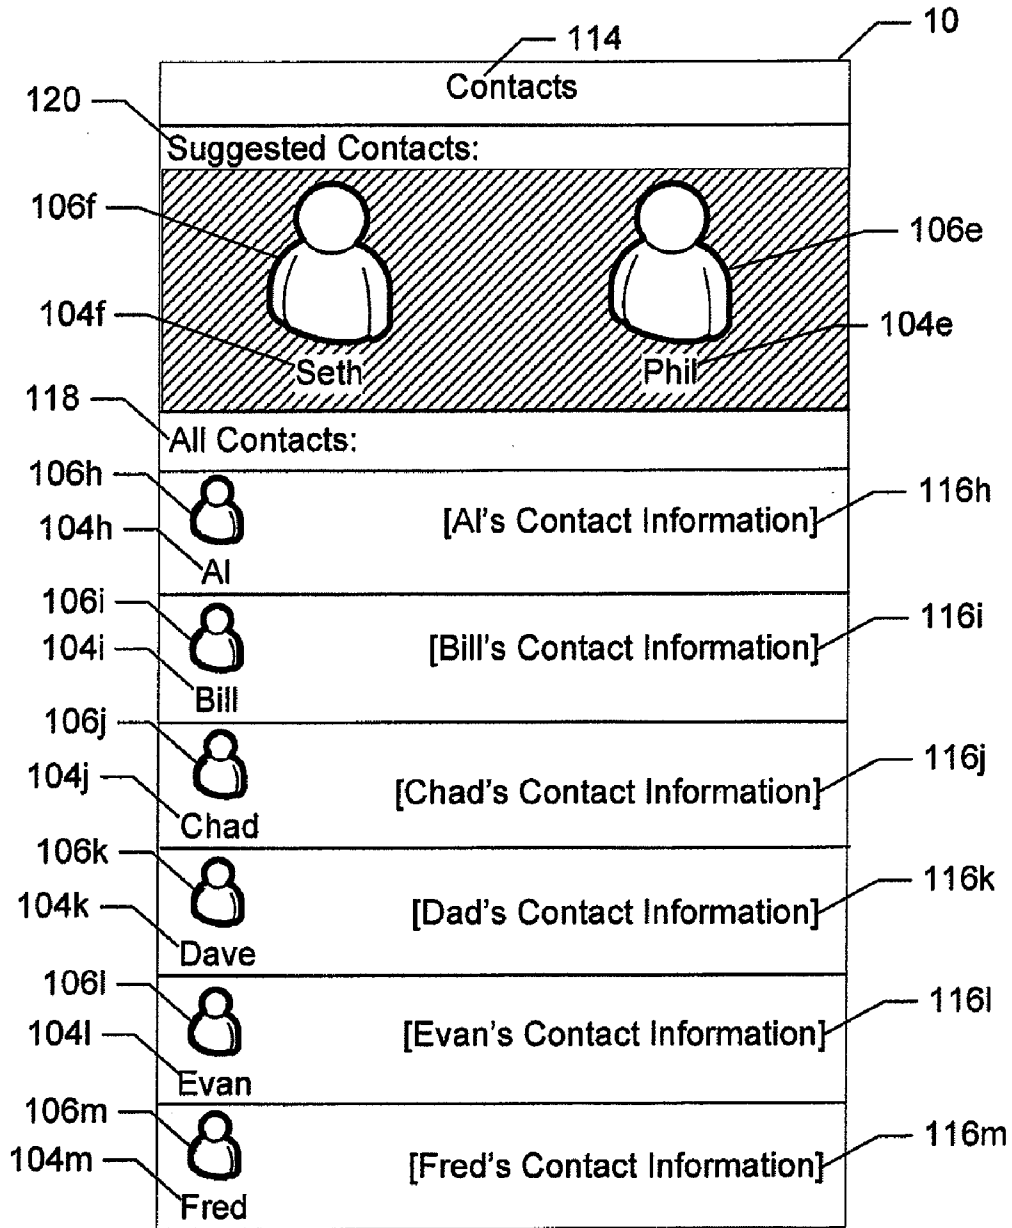 10
114
Contacts
120
Suggested Contacts:
106f
106e
104f
104e
Seth
Phil
118
All Contacts:
106h
116h
[Al's Contact Information]
104h
Al
106i
116i
[Bill's Contact Information]
104i
Bill
106j
116j
[Chad's Contact Information]
104j
Chad
106k
116k
[Dad's Contact Information]
104k
Dave
106l
116l
[Evan's Contact Information]
104l
Evan
106m
116m
[Fred's Contact Information]
104m
Fred